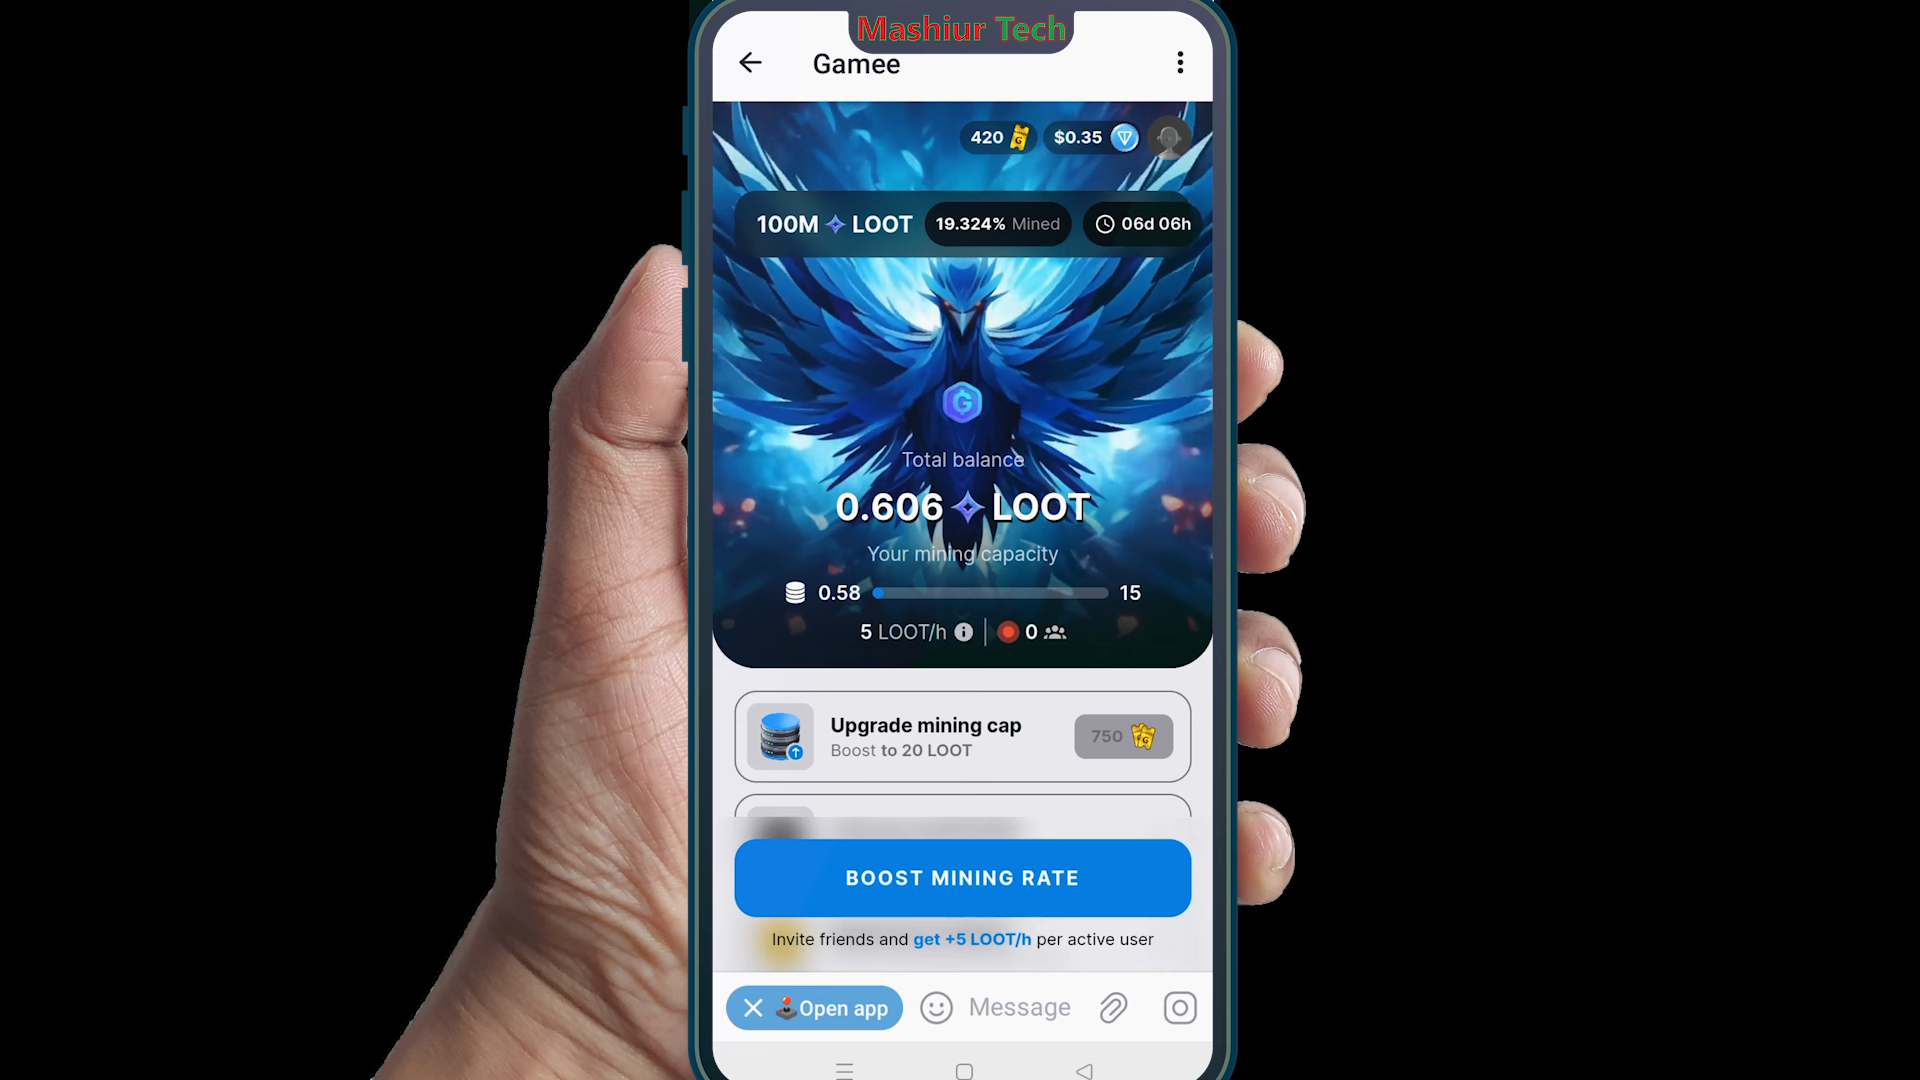 Mashiur Tech
Gamee
420 $0.35
100M LOOT 19.324% Mined 06d 06h
G
Total balance
0.606 LOOT
Your mining capacity
0.58 15
5 LOOT/h 0
Upgrade mining cap
Boost to 20 LOOT
750
BOOST MINING RATE
Invite friends and get +5 LOOT/h per active user
Open app Message